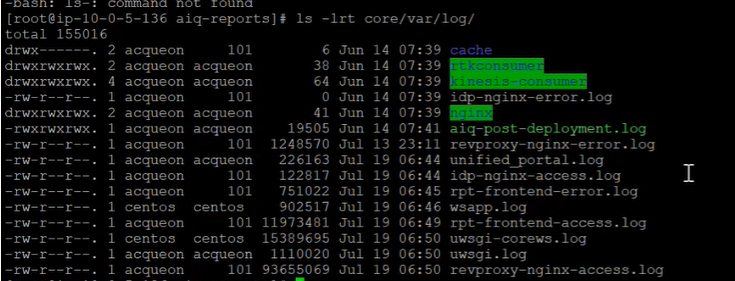 -bash: ls-: command not found
[root@ip-10-0-5-136 aiq-reports]# ls -lrt core/var/log/
total 155016
drwx------. 2 acqueon     101        6 Jun 14 07:39 cache
drwxrwxrwx. 2 acqueon acqueon       38 Jun 14 07:39 rtkconsumer
drwxrwxrwx. 4 acqueon acqueon       64 Jun 14 07:39 kinesis-consumer
-rw-r--r--. 1 acqueon     101        0 Jun 14 07:39 idp-nginx-error.log
drwxrwxrwx. 2 acqueon acqueon       41 Jun 14 07:39 nginx
-rwxrwxrwx. 1 acqueon acqueon    19505 Jun 14 07:41 aiq-post-deployment.log
-rw-r--r--. 1 acqueon     101  1248570 Jul 13 23:11 revproxy-nginx-error.log
-rw-r--r--. 1 acqueon acqueon   226163 Jul 19 06:44 unified_portal.log
-rw-r--r--. 1 acqueon     101   122817 Jul 19 06:44 idp-nginx-access.log
-rw-r--r--. 1 acqueon     101   751022 Jul 19 06:45 rpt-frontend-error.log
-rw-r--r--. 1 centos  centos    902517 Jul 19 06:46 wsapp.log
-rw-r--r--. 1 acqueon     101 11973481 Jul 19 06:49 rpt-frontend-access.log
-rw-r--r--. 1 centos  centos  15389695 Jul 19 06:50 uwsgi-corews.log
-rw-r--r--. 1 acqueon acqueon  1110020 Jul 19 06:50 uwsgi.log
-rw-r--r--. 1 acqueon     101 93655069 Jul 19 06:50 revproxy-nginx-access.log